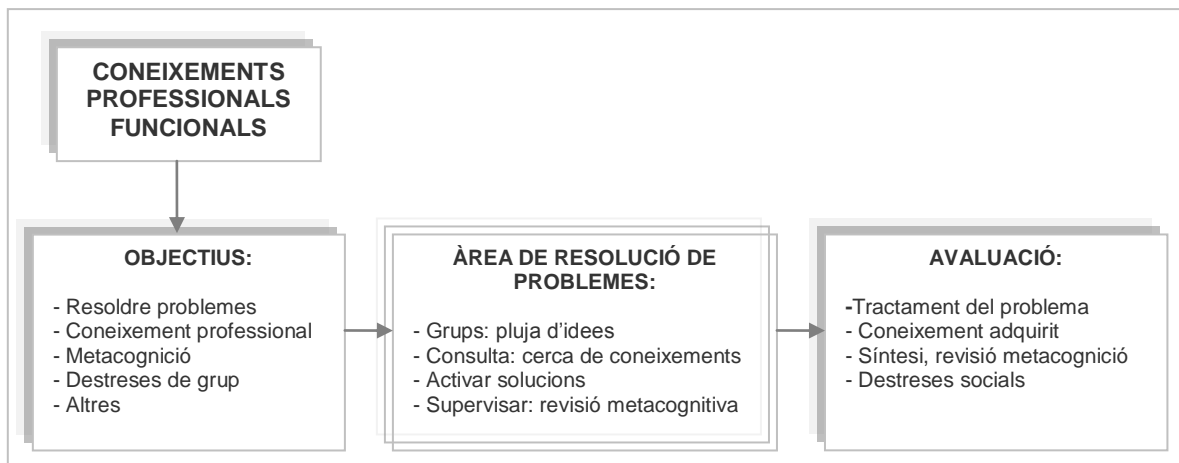 CONEIXEMENTS
PROFESSIONALS
FUNCIONALS
OBJECTIUS:
- Resoldre problemes
- Coneixement professional
- Metacognició
- Destreses de grup
- Altres
ÀREA DE RESOLUCIÓ DE
PROBLEMES:
- Grups: pluja d’idees
- Consulta: cerca de coneixements
- Activar solucions
- Supervisar: revisió metacognitiva
AVALUACIÓ:
-Tractament del problema
- Coneixement adquirit
- Síntesi, revisió metacognició
- Destreses socials